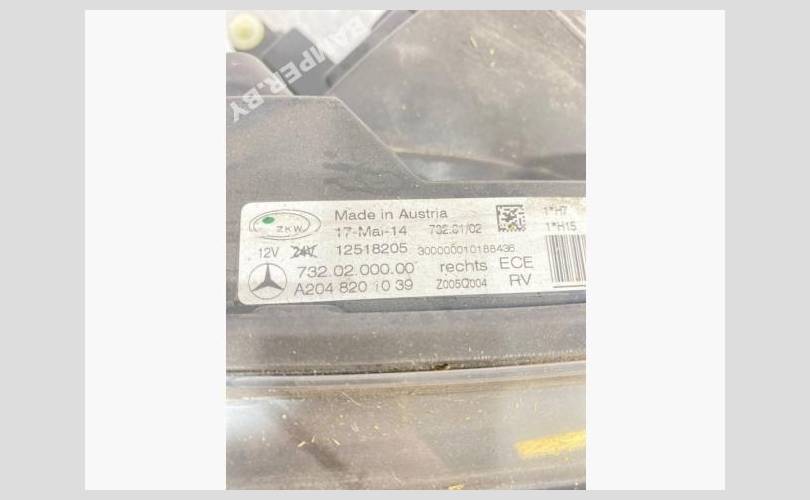 BAMPER.BY
ZKW
Made in Austria
17-Mai-14 732.01/02
1*H7
1*H15
12V 24V 12518205 30000001018843б
732.02.000.00 rechts ECE
A204 820 10 39 Z005Q004 RV